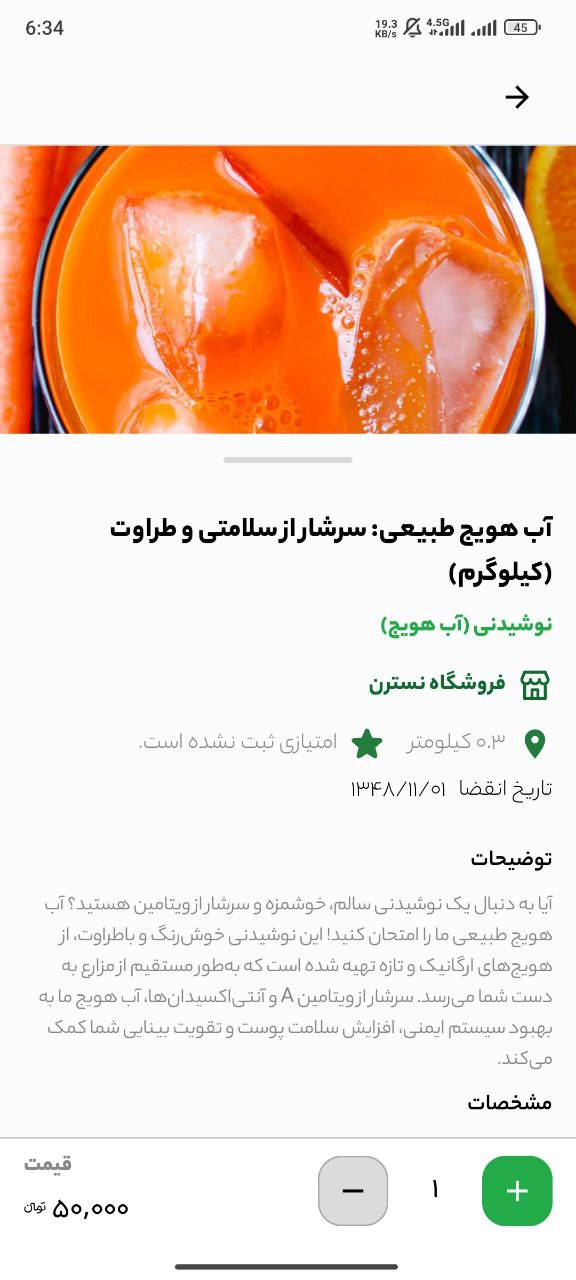 6:34
19.3 KB/s 4.5G 45
آب هویج طبیعی: سرشار از سلامتی و طراوت
(کیلوگرم)
نوشیدنی (آب هویج)
فروشگاه نسترن
۰.۳ کیلومتر امتیازی ثبت نشده است.
تاریخ انقضا ۱۳۴۸/۱۱/۰۱
توضیحات
آیا به دنبال یک نوشیدنی سالم، خوشمزه و سرشار از ویتامین هستید؟ آب
هویج طبیعی ما را امتحان کنید! این نوشیدنی خوش‌رنگ و باطراوت، از
هویج‌های ارگانیک و تازه تهیه شده است که به‌طور مستقیم از مزارع به
دست شما می‌رسد. سرشار از ویتامین A و آنتی‌اکسیدان‌ها، آب هویج ما به
بهبود سیستم ایمنی، افزایش سلامت پوست و تقویت بینایی شما کمک
می‌کند.
مشخصات
قیمت
+ ۱ −
۵۰,۰۰۰ تومان